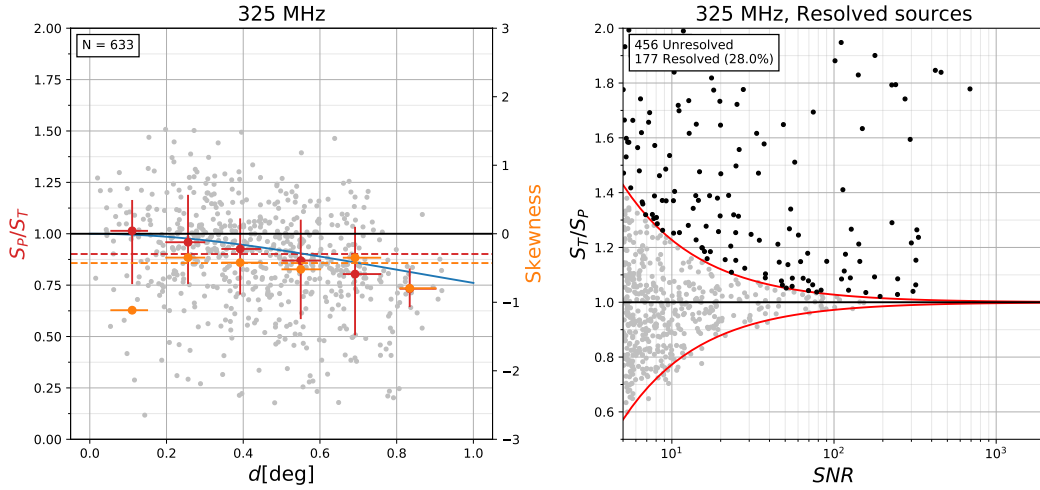 325 MHz
N = 633
2.00
1.75
1.50
1.25
1.00
0.75
0.50
0.25
0.00
S_P/S_T
3
2
1
0
−1
−2
−3
Skewness
0.0 0.2 0.4 0.6 0.8 1.0
d[deg]
325 MHz, Resolved sources
456 Unresolved
177 Resolved (28.0%)
2.0
1.8
1.6
1.4
1.2
1.0
0.8
0.6
S_T/S_P
10^1 10^2 10^3
SNR